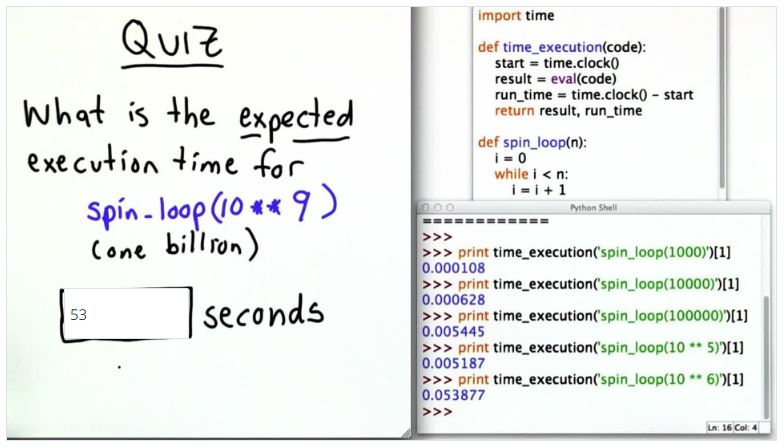 QUIZ
What is the expected
execution time for
spin_loop(10 ** 9)
(one billion)
53 seconds
import time
def time_execution(code):
start = time.clock()
result = eval(code)
run_time = time.clock() - start
return result, run_time
def spin_loop(n):
i = 0
while i < n:
i = i + 1
Python Shell
============
>>>
>>> print time_execution('spin_loop(1000)')[1]
0.000108
>>> print time_execution('spin_loop(10000)')[1]
0.000628
>>> print time_execution('spin_loop(100000)')[1]
0.005445
>>> print time_execution('spin_loop(10 ** 5)')[1]
0.005187
>>> print time_execution('spin_loop(10 ** 6)')[1]
0.053877
>>>
Ln: 16 Col: 4